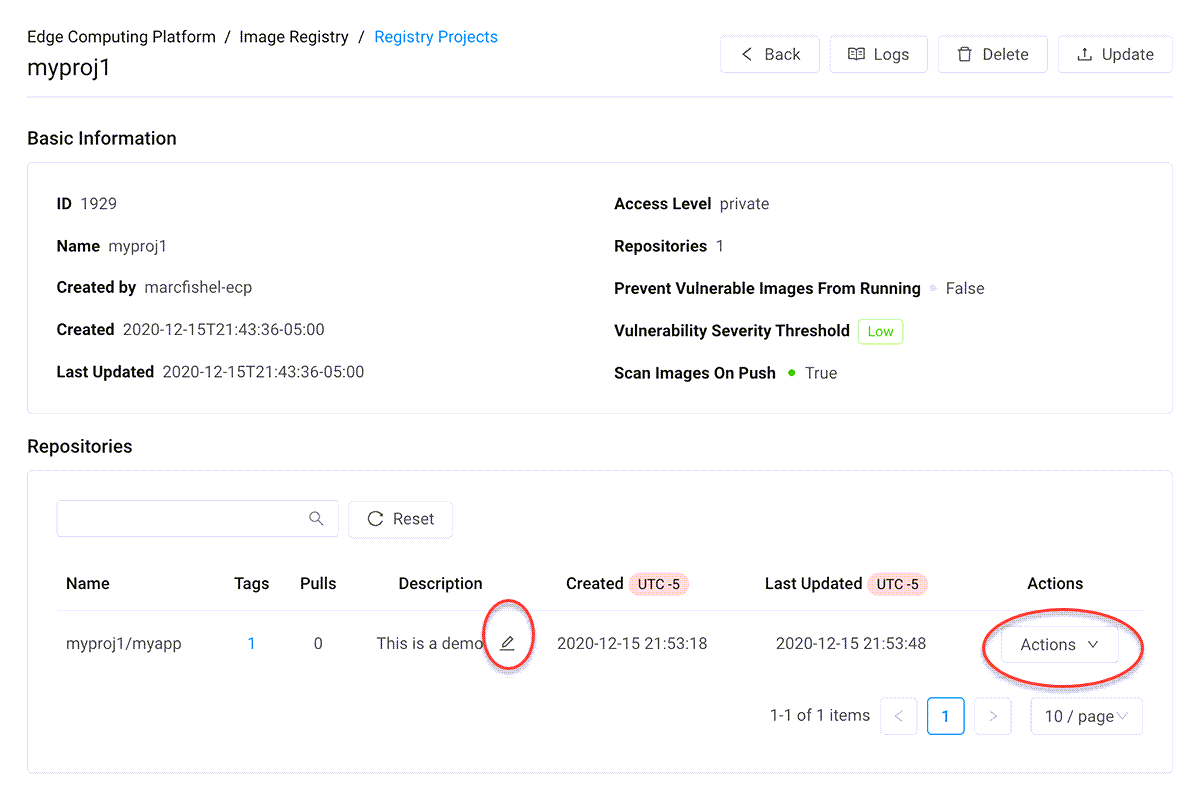 Edge Computing Platform / Image Registry / Registry Projects
myproj1
Back Logs Delete Update
Basic Information
ID 1929
Name myproj1
Created by marcfishel-ecp
Created 2020-12-15T21:43:36-05:00
Last Updated 2020-12-15T21:43:36-05:00
Access Level private
Repositories 1
Prevent Vulnerable Images From Running False
Vulnerability Severity Threshold Low
Scan Images On Push True
Repositories
Reset
Name Tags Pulls Description Created UTC -5 Last Updated UTC -5 Actions
myproj1/myapp 1 0 This is a demo 2020-12-15 21:53:18 2020-12-15 21:53:48 Actions
1-1 of 1 items < 1 > 10 / page